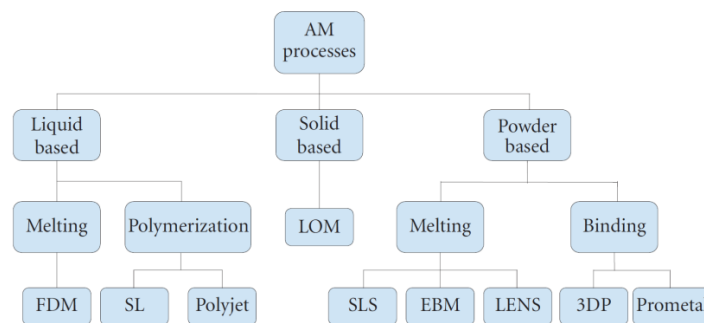 AM
processes
Liquid
based
Solid
based
Powder
based
Melting
Polymerization
LOM
Melting
Binding
FDM
SL
Polyjet
SLS
EBM
LENS
3DP
Prometal